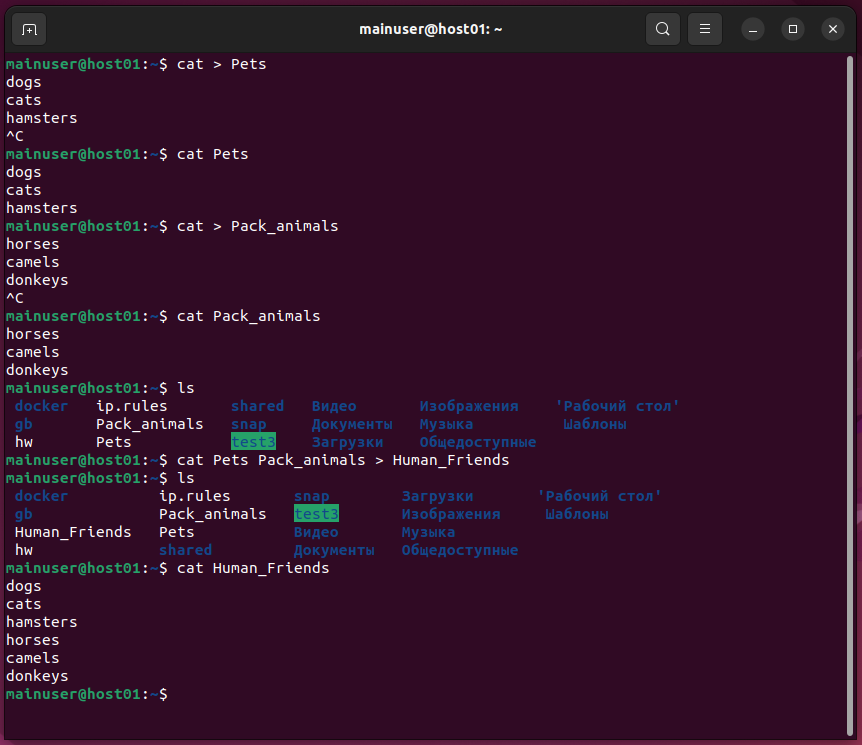 mainuser@host01: ~
mainuser@host01:~$ cat > Pets
dogs
cats
hamsters
^C
mainuser@host01:~$ cat Pets
dogs
cats
hamsters
mainuser@host01:~$ cat > Pack_animals
horses
camels
donkeys
^C
mainuser@host01:~$ cat Pack_animals
horses
camels
donkeys
mainuser@host01:~$ ls
docker ip.rules shared Видео Изображения 'Рабочий стол'
gb Pack_animals snap Документы Музыка Шаблоны
hw Pets test3 Загрузки Общедоступные
mainuser@host01:~$ cat Pets Pack_animals > Human_Friends
mainuser@host01:~$ ls
docker ip.rules snap Загрузки 'Рабочий стол'
gb Pack_animals test3 Изображения Шаблоны
Human_Friends Pets Видео Музыка
hw shared Документы Общедоступные
mainuser@host01:~$ cat Human_Friends
dogs
cats
hamsters
horses
camels
donkeys
mainuser@host01:~$